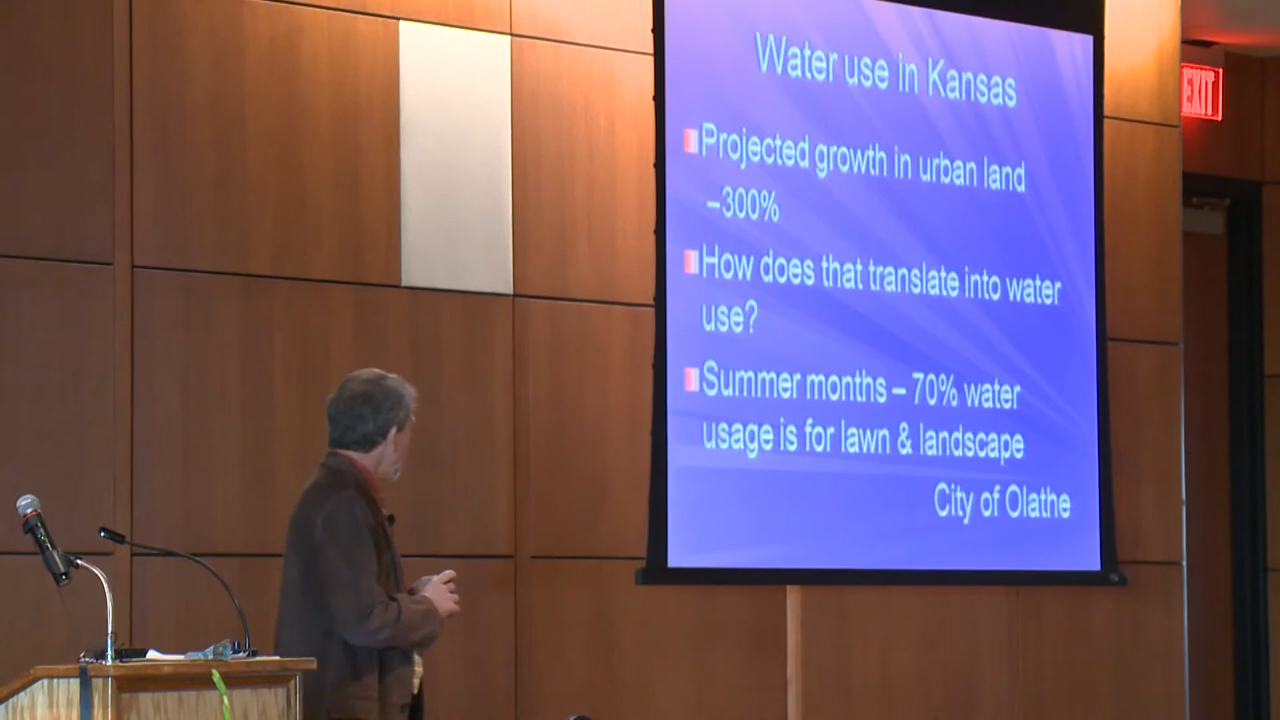 Water use in Kansas
Projected growth in urban land
–300%
How does that translate into water
use?
Summer months – 70% water
usage is for lawn & landscape
City of Olathe
EXIT